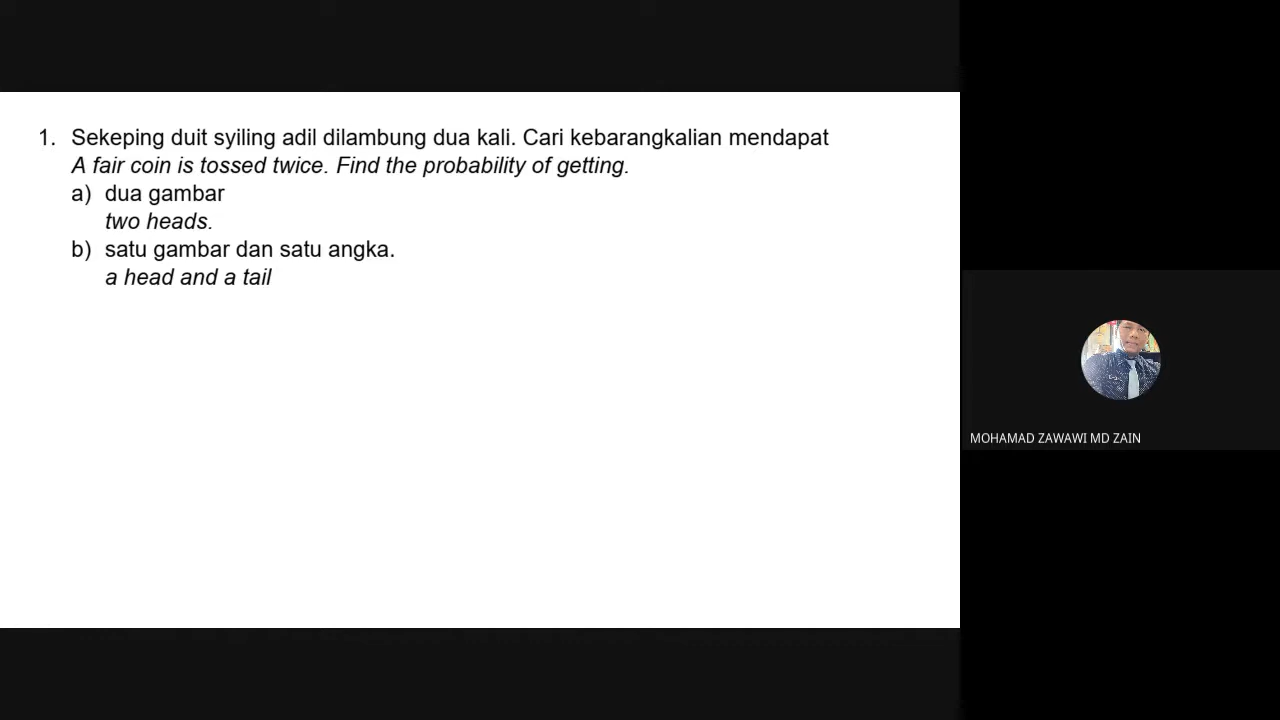 1. Sekeping duit syiling adil dilambung dua kali. Cari kebarangkalian mendapat
A fair coin is tossed twice. Find the probability of getting.
a) dua gambar
two heads.
b) satu gambar dan satu angka.
a head and a tail
MOHAMAD ZAWAWI MD ZAIN